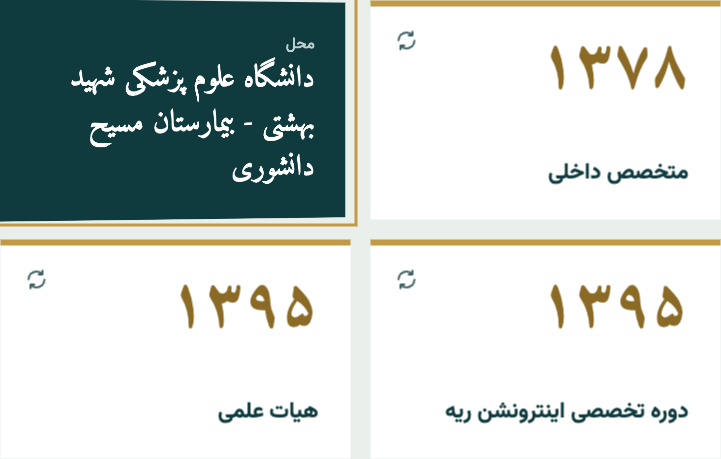 ۱۳۷۸
متخصص داخلی
محل
دانشگاه علوم پزشکی شهید
بهشتی - بیمارستان مسیح
دانشوری
۱۳۹۵
دوره تخصصی اینترونشن ریه
۱۳۹۵
هیات علمی